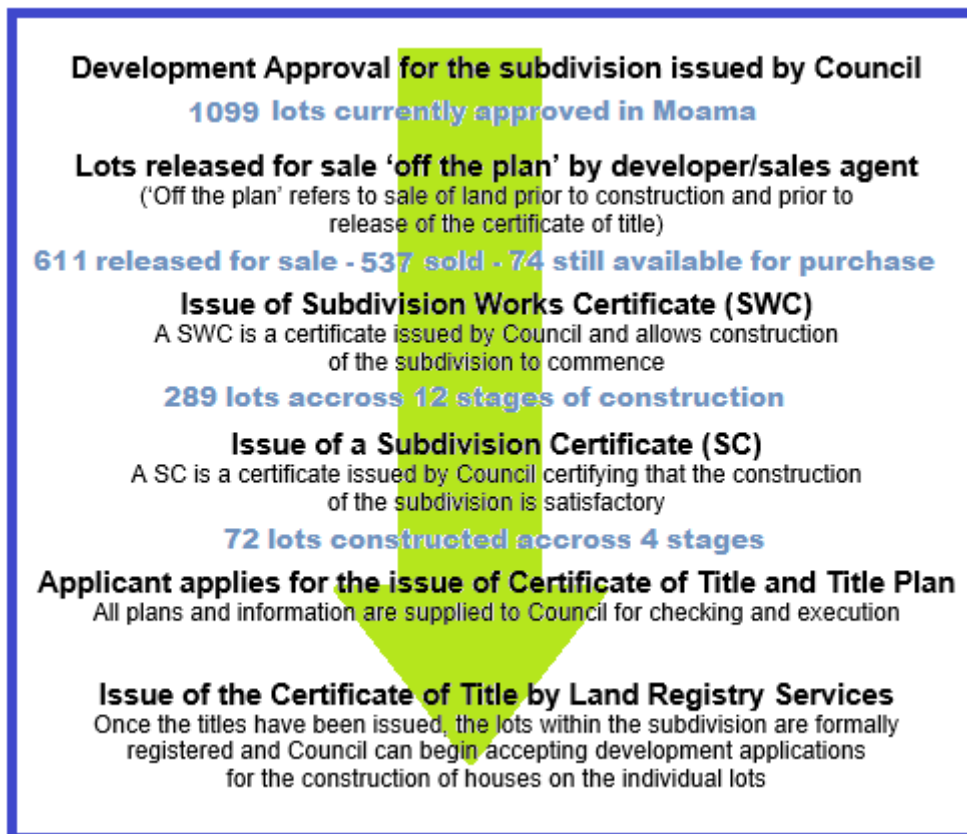 Development Approval for the subdivision issued by Council
1099 lots currently approved in Moama
Lots released for sale ‘off the plan’ by developer/sales agent
(‘Off the plan’ refers to sale of land prior to construction and prior to
release of the certificate of title)
611 released for sale - 537 sold - 74 still available for purchase
Issue of Subdivision Works Certificate (SWC)
A SWC is a certificate issued by Council and allows construction
of the subdivision to commence
289 lots accross 12 stages of construction
Issue of a Subdivision Certificate (SC)
A SC is a certificate issued by Council certifying that the construction
of the subdivision is satisfactory
72 lots constructed accross 4 stages
Applicant applies for the issue of Certificate of Title and Title Plan
All plans and information are supplied to Council for checking and execution
Issue of the Certificate of Title by Land Registry Services
Once the titles have been issued, the lots within the subdivision are formally
registered and Council can begin accepting development applications
for the construction of houses on the individual lots